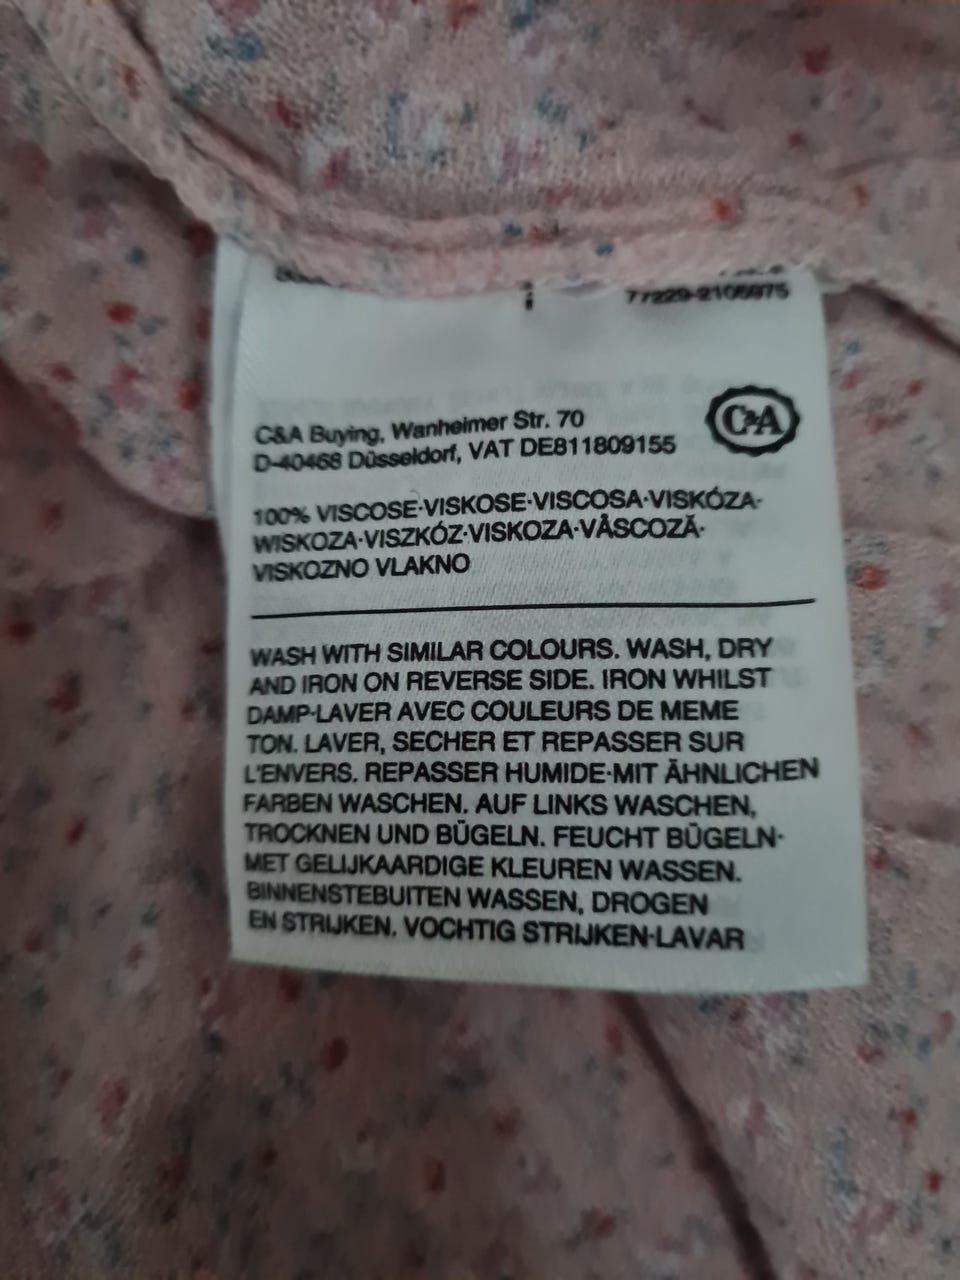 77229-2105975
C&A
C&A Buying, Wanheimer Str. 70
D-40468 Düsseldorf, VAT DE811809155
100% VISCOSE·VISKOSE·VISCOSA·VISKÓZA·
WISKOZA·VISZKÓZ·VISKOZA·VÂSCOZĂ·
VISKOZNO VLAKNO
WASH WITH SIMILAR COLOURS. WASH, DRY
AND IRON ON REVERSE SIDE. IRON WHILST
DAMP·LAVER AVEC COULEURS DE MEME
TON. LAVER, SECHER ET REPASSER SUR
L'ENVERS. REPASSER HUMIDE·MIT ÄHNLICHEN
FARBEN WASCHEN. AUF LINKS WASCHEN,
TROCKNEN UND BÜGELN. FEUCHT BÜGELN·
MET GELIJKAARDIGE KLEUREN WASSEN.
BINNENSTEBUITEN WASSEN, DROGEN
EN STRIJKEN. VOCHTIG STRIJKEN·LAVAR